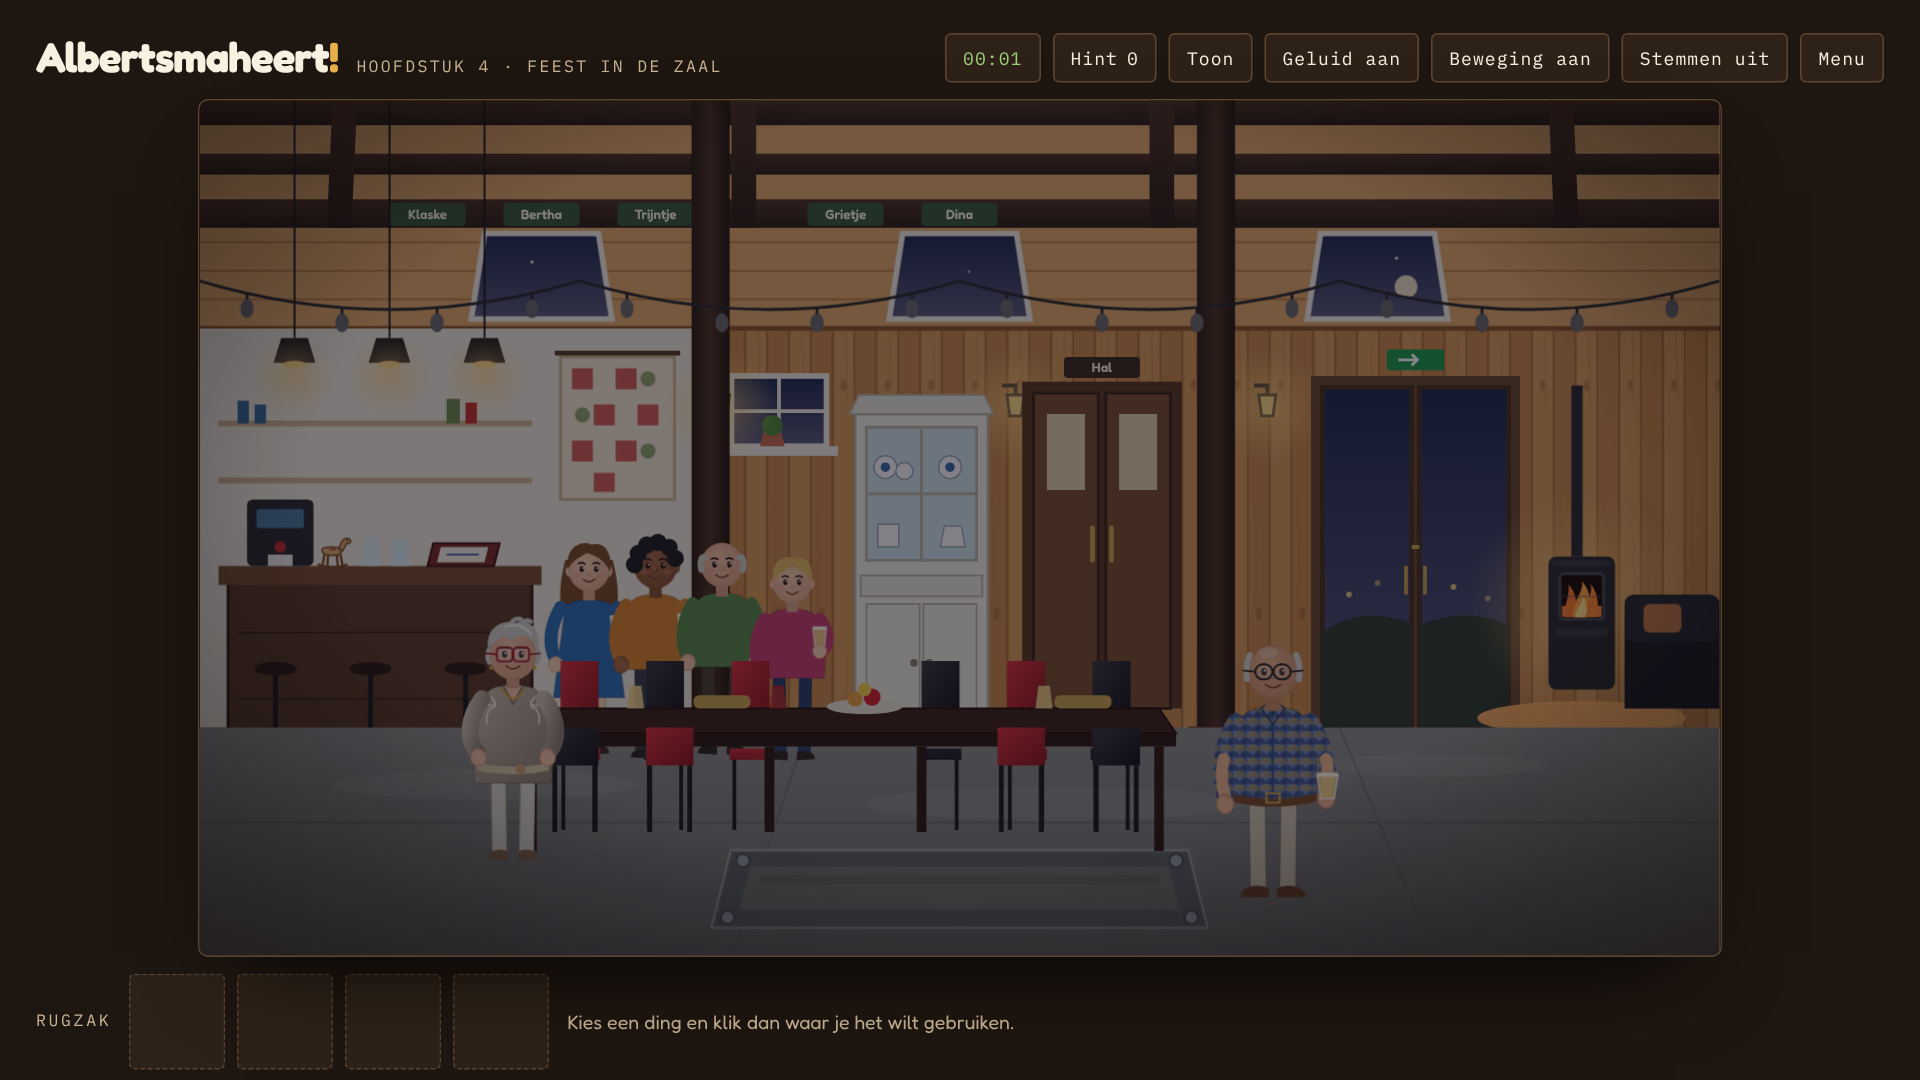 Albertsmaheert!
HOOFDSTUK 4 · FEEST IN DE ZAAL
00:01
Hint 0
Toon
Geluid aan
Beweging aan
Stemmen uit
Menu
Klaske
Bertha
Trijntje
Grietje
Dina
Hal
RUGZAK
Kies een ding en klik dan waar je het wilt gebruiken.